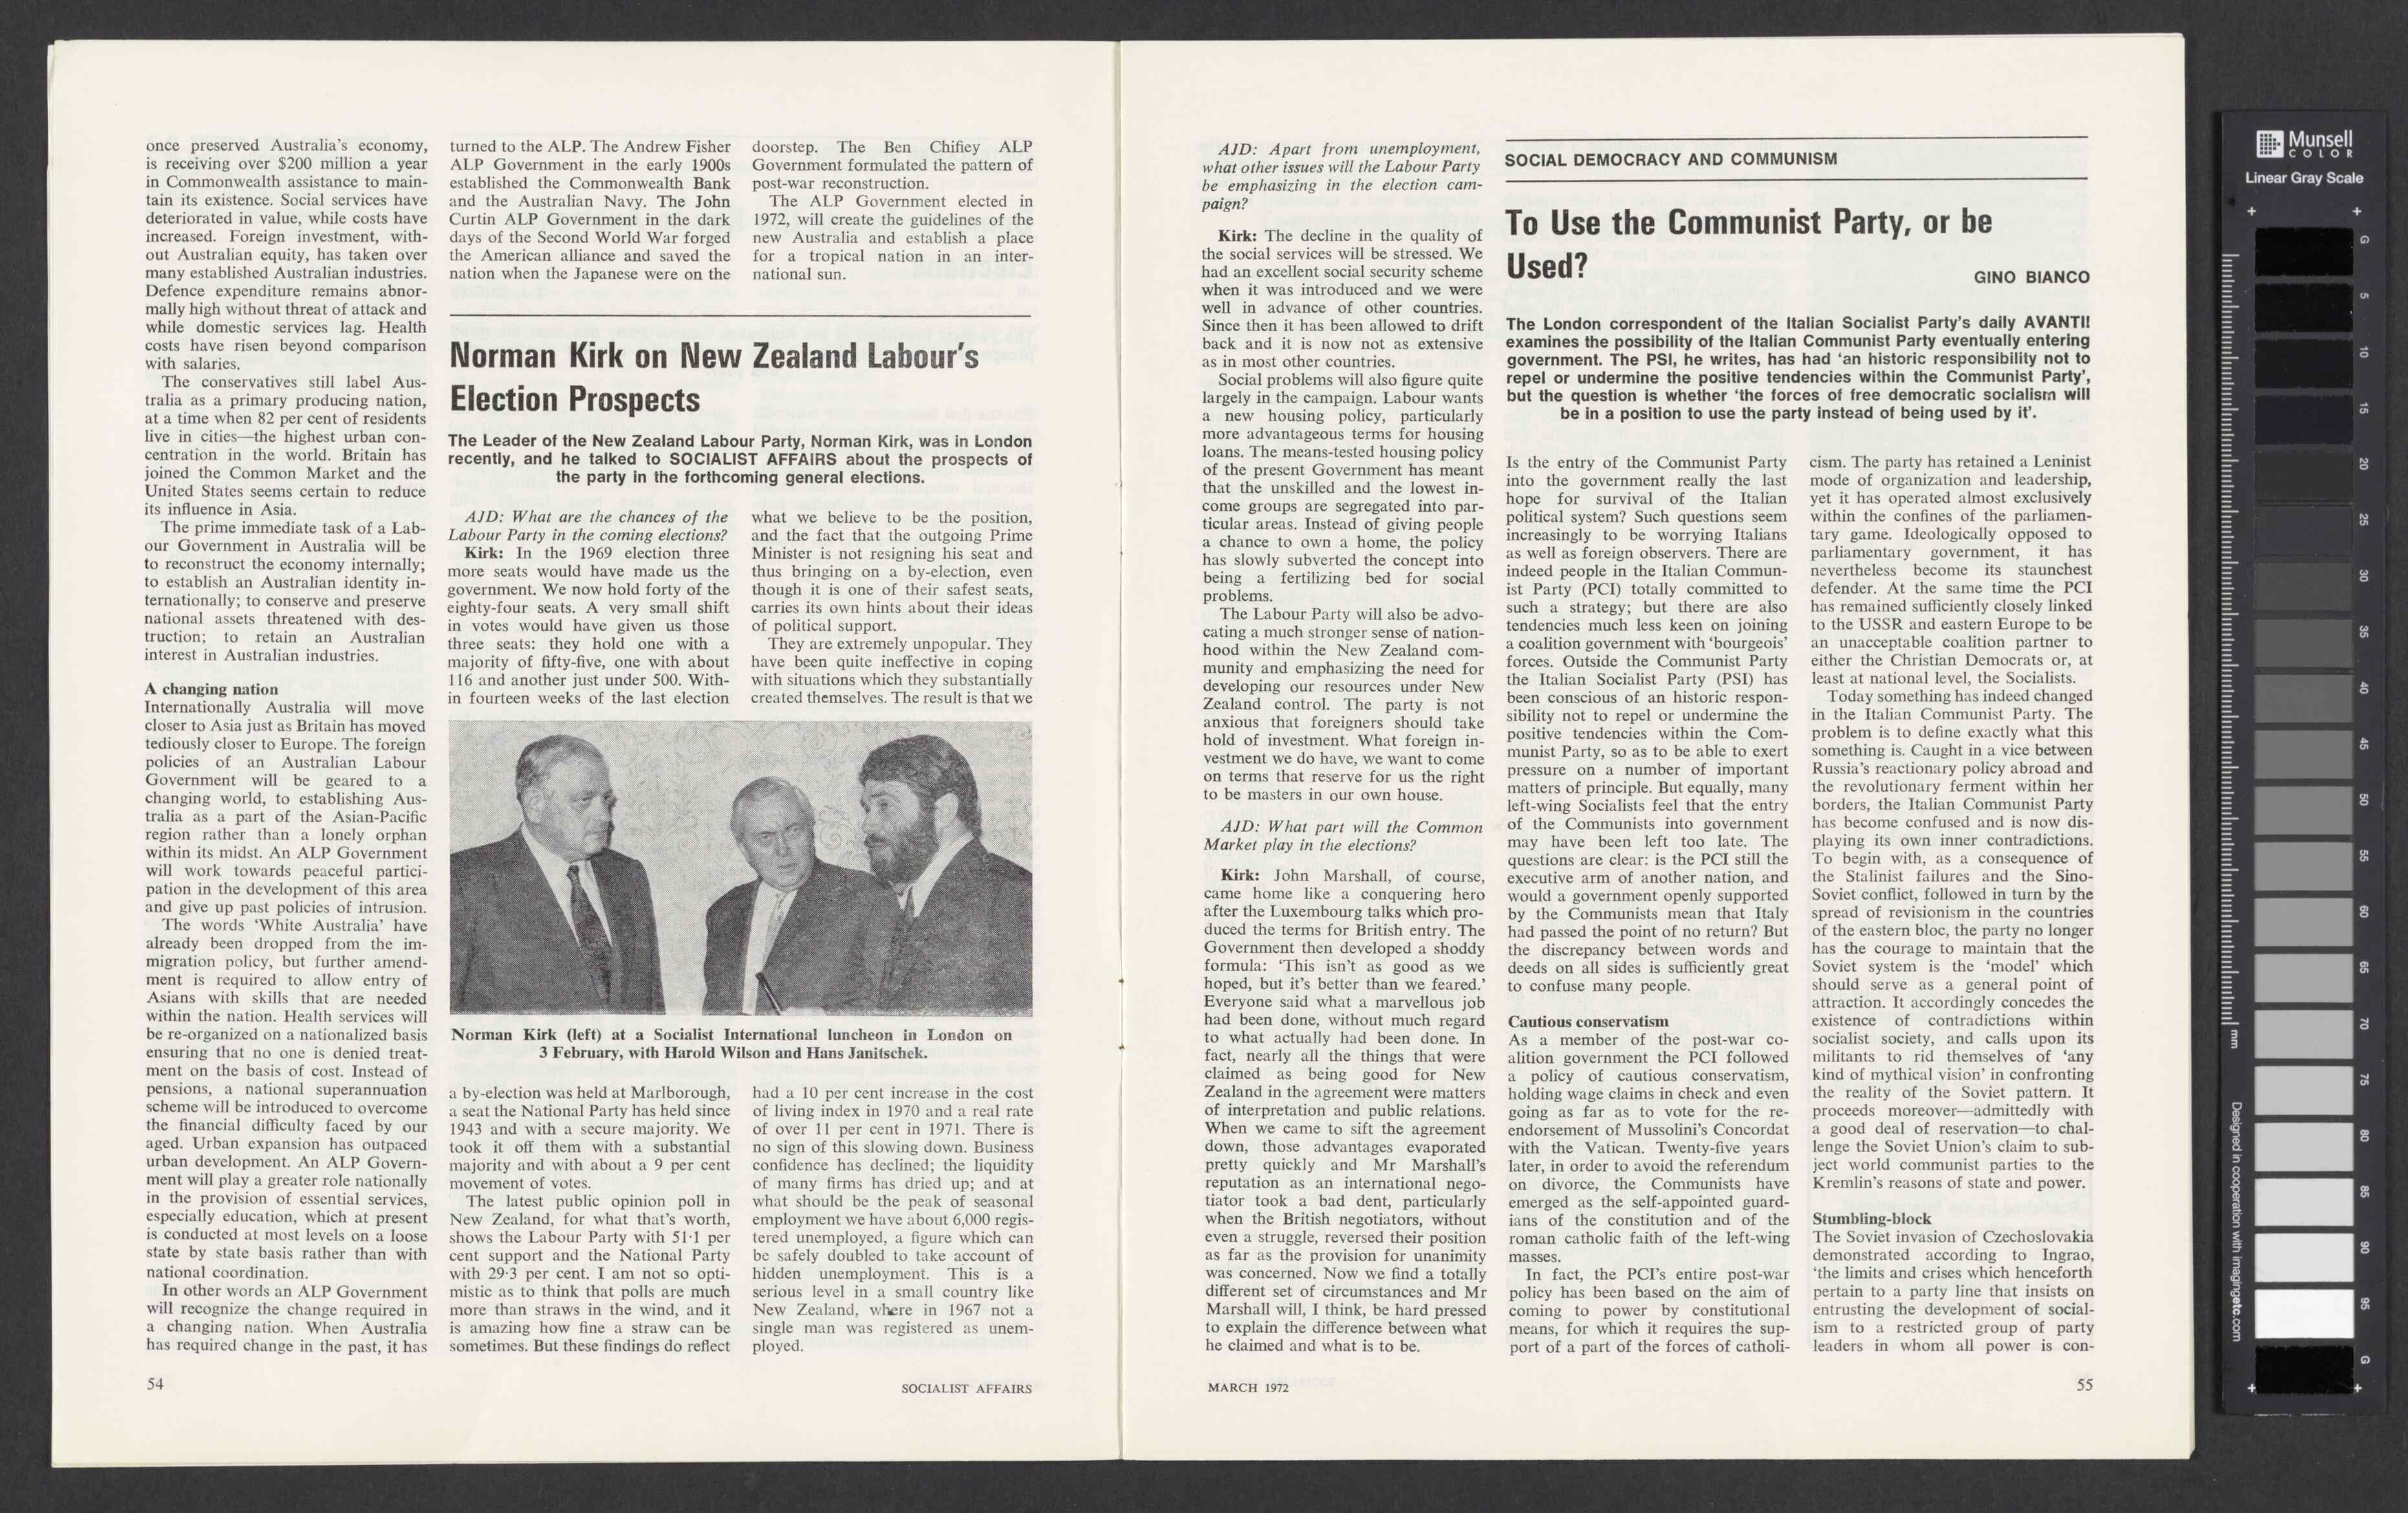 once preserved Australia's economy,
is receiving over $200 million a year
in Commonwealth assistance to main-
tain its existence. Social services have
deteriorated in value, while costs have
increased. Foreign investment, with-
out Australian equity, has taken over
many established Australian industries.
Defence expenditure remains abnor-
mally high without threat of attack and
while domestic services lag. Health
costs have risen beyond comparison
with salaries.
The conservatives still label Aus-
tralia as a primary producing nation,
at a time when 82 per cent of residents
live in cities—the highest urban con-
centration in the world. Britain has
joined the Common Market and the
United States seems certain to reduce
its influence in Asia.
The prime immediate task of a Lab-
our Government in Australia will be
to reconstruct the economy internally;
to establish an Australian identity in-
ternationally; to conserve and preserve
national assets threatened with des-
truction; to retain an Australian
interest in Australian industries.
A changing nation
Internationally Australia will move
closer to Asia just as Britain has moved
tediously closer to Europe. The foreign
policies of an Australian Labour
Government will be geared to a
changing world, to establishing Aus-
tralia as a part of the Asian-Pacific
region rather than a lonely orphan
within its midst. An ALP Government
will work towards peaceful partici-
pation in the development of this area
and give up past policies of intrusion.
The words 'White Australia' have
already been dropped from the im-
migration policy, but further amend-
ment is required to allow entry of
Asians with skills that are needed
within the nation. Health services will
be re-organized on a nationalized basis
ensuring that no one is denied treat-
ment on the basis of cost. Instead of
pensions, a national superannuation
scheme will be introduced to overcome
the financial difficulty faced by our
aged. Urban expansion has outpaced
urban development. An ALP Govern-
ment will play a greater role nationally
in the provision of essential services,
especially education, which at present
is conducted at most levels on a loose
state by state basis rather than with
national coordination.
In other words an ALP Government
will recognize the change required in
a changing nation. When Australia
has required change in the past, it has
turned to the ALP. The Andrew Fisher
ALP Government in the early 1900s
established the Commonwealth Bank
and the Australian Navy. The John
Curtin ALP Government in the dark
days of the Second World War forged
the American alliance and saved the
nation when the Japanese were on the
doorstep. The Ben Chifiey ALP
Government formulated the pattern of
post-war reconstruction.
The ALP Government elected in
1972, will create the guidelines of the
new Australia and establish a place
for a tropical nation in an inter-
national sun.
Norman Kirk on New Zealand Labour's
Election Prospects
The Leader of the New Zealand Labour Party, Norman Kirk, was in London
recently, and he talked to SOCIALIST AFFAIRS about the prospects of
the party in the forthcoming general elections.
AJD: What are the chances of the
Labour Party in the coming elections?
Kirk: In the 1969 election three
more seats would have made us the
government. We now hold forty of the
eighty-four seats. A very small shift
in votes would have given us those
three seats: they hold one with a
majority of fifty-five, one with about
116 and another just under 500. With-
in fourteen weeks of the last election
a by-election was held at Marlborough,
a seat the National Party has held since
1943 and with a secure majority. We
took it off them with a substantial
majority and with about a 9 per cent
movement of votes.
The latest public opinion poll in
New Zealand, for what that's worth,
shows the Labour Party with 51·1 per
cent support and the National Party
with 29·3 per cent. I am not so opti-
mistic as to think that polls are much
more than straws in the wind, and it
is amazing how fine a straw can be
sometimes. But these findings do reflect
what we believe to be the position,
and the fact that the outgoing Prime
Minister is not resigning his seat and
thus bringing on a by-election, even
though it is one of their safest seats,
carries its own hints about their ideas
of political support.
They are extremely unpopular. They
have been quite ineffective in coping
with situations which they substantially
created themselves. The result is that we
had a 10 per cent increase in the cost
of living index in 1970 and a real rate
of over 11 per cent in 1971. There is
no sign of this slowing down. Business
confidence has declined; the liquidity
of many firms has dried up; and at
what should be the peak of seasonal
employment we have about 6,000 regis-
tered unemployed, a figure which can
be safely doubled to take account of
hidden unemployment. This is a
serious level in a small country like
New Zealand, where in 1967 not a
single man was registered as unem-
ployed.
Norman Kirk (left) at a Socialist International luncheon in London on
3 February, with Harold Wilson and Hans Janitschek.
54
SOCIALIST AFFAIRS
AJD: Apart from unemployment,
what other issues will the Labour Party
be emphasizing in the election cam-
paign?
Kirk: The decline in the quality of
the social services will be stressed. We
had an excellent social security scheme
when it was introduced and we were
well in advance of other countries.
Since then it has been allowed to drift
back and it is now not as extensive
as in most other countries.
Social problems will also figure quite
largely in the campaign. Labour wants
a new housing policy, particularly
more advantageous terms for housing
loans. The means-tested housing policy
of the present Government has meant
that the unskilled and the lowest in-
come groups are segregated into par-
ticular areas. Instead of giving people
a chance to own a home, the policy
has slowly subverted the concept into
being a fertilizing bed for social
problems.
The Labour Party will also be advo-
cating a much stronger sense of nation-
hood within the New Zealand com-
munity and emphasizing the need for
developing our resources under New
Zealand control. The party is not
anxious that foreigners should take
hold of investment. What foreign in-
vestment we do have, we want to come
on terms that reserve for us the right
to be masters in our own house.
AJD: What part will the Common
Market play in the elections?
Kirk: John Marshall, of course,
came home like a conquering hero
after the Luxembourg talks which pro-
duced the terms for British entry. The
Government then developed a shoddy
formula: 'This isn't as good as we
hoped, but it's better than we feared.'
Everyone said what a marvellous job
had been done, without much regard
to what actually had been done. In
fact, nearly all the things that were
claimed as being good for New
Zealand in the agreement were matters
of interpretation and public relations.
When we came to sift the agreement
down, those advantages evaporated
pretty quickly and Mr Marshall's
reputation as an international nego-
tiator took a bad dent, particularly
when the British negotiators, without
even a struggle, reversed their position
as far as the provision for unanimity
was concerned. Now we find a totally
different set of circumstances and Mr
Marshall will, I think, be hard pressed
to explain the difference between what
he claimed and what is to be.
SOCIAL DEMOCRACY AND COMMUNISM
To Use the Communist Party, or be
Used?
GINO BIANCO
The London correspondent of the Italian Socialist Party's daily AVANTI!
examines the possibility of the Italian Communist Party eventually entering
government. The PSI, he writes, has had 'an historic responsibility not to
repel or undermine the positive tendencies within the Communist Party',
but the question is whether 'the forces of free democratic socialism will
be in a position to use the party instead of being used by it'.
Is the entry of the Communist Party
into the government really the last
hope for survival of the Italian
political system? Such questions seem
increasingly to be worrying Italians
as well as foreign observers. There are
indeed people in the Italian Commun-
ist Party (PCI) totally committed to
such a strategy; but there are also
tendencies much less keen on joining
a coalition government with 'bourgeois'
forces. Outside the Communist Party
the Italian Socialist Party (PSI) has
been conscious of an historic respon-
sibility not to repel or undermine the
positive tendencies within the Com-
munist Party, so as to be able to exert
pressure on a number of important
matters of principle. But equally, many
left-wing Socialists feel that the entry
of the Communists into government
may have been left too late. The
questions are clear: is the PCI still the
executive arm of another nation, and
would a government openly supported
by the Communists mean that Italy
had passed the point of no return? But
the discrepancy between words and
deeds on all sides is sufficiently great
to confuse many people.
Cautious conservatism
As a member of the post-war co-
alition government the PCI followed
a policy of cautious conservatism,
holding wage claims in check and even
going as far as to vote for the re-
endorsement of Mussolini's Concordat
with the Vatican. Twenty-five years
later, in order to avoid the referendum
on divorce, the Communists have
emerged as the self-appointed guard-
ians of the constitution and of the
roman catholic faith of the left-wing
masses.
In fact, the PCI's entire post-war
policy has been based on the aim of
coming to power by constitutional
means, for which it requires the sup-
port of a part of the forces of catholi-
cism. The party has retained a Leninist
mode of organization and leadership,
yet it has operated almost exclusively
within the confines of the parliamen-
tary game. Ideologically opposed to
parliamentary government, it has
nevertheless become its staunchest
defender. At the same time the PCI
has remained sufficiently closely linked
to the USSR and eastern Europe to be
an unacceptable coalition partner to
either the Christian Democrats or, at
least at national level, the Socialists.
Today something has indeed changed
in the Italian Communist Party. The
problem is to define exactly what this
something is. Caught in a vice between
Russia's reactionary policy abroad and
the revolutionary ferment within her
borders, the Italian Communist Party
has become confused and is now dis-
playing its own inner contradictions.
To begin with, as a consequence of
the Stalinist failures and the Sino-
Soviet conflict, followed in turn by the
spread of revisionism in the countries
of the eastern bloc, the party no longer
has the courage to maintain that the
Soviet system is the 'model' which
should serve as a general point of
attraction. It accordingly concedes the
existence of contradictions within
socialist society, and calls upon its
militants to rid themselves of 'any
kind of mythical vision' in confronting
the reality of the Soviet pattern. It
proceeds moreover—admittedly with
a good deal of reservation—to chal-
lenge the Soviet Union's claim to sub-
ject world communist parties to the
Kremlin's reasons of state and power.
Stumbling-block
The Soviet invasion of Czechoslovakia
demonstrated according to Ingrao,
'the limits and crises which henceforth
pertain to a party line that insists on
entrusting the development of social-
ism to a restricted group of party
leaders in whom all power is con-
MARCH 1972
55
Munsell
COLOR
Linear Gray Scale
G
5
10
15
20
25
30
35
40
45
50
55
60
65
70
75
80
85
90
95
G
mm
Designed in cooperation with imagingetc.com